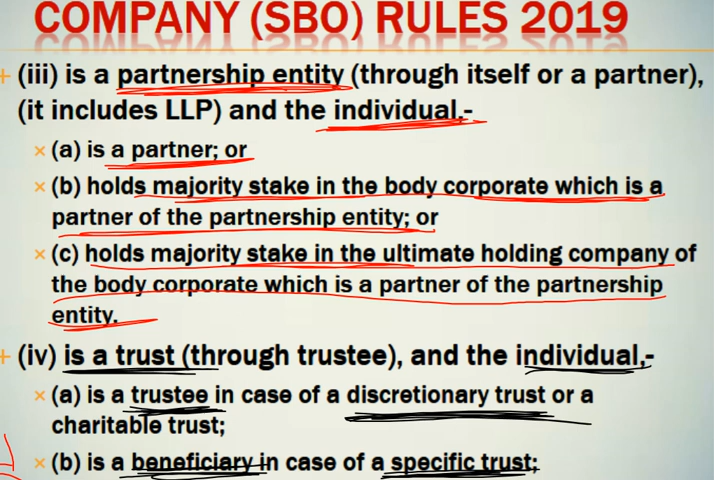 COMPANY (SBO) RULES 2019
(iii) is a partnership entity (through itself or a partner),
(it includes LLP) and the individual,-
(a) is a partner; or
(b) holds majority stake in the body corporate which is a
partner of the partnership entity; or
(c) holds majority stake in the ultimate holding company of
the body corporate which is a partner of the partnership
entity.
(iv) is a trust (through trustee), and the individual,-
(a) is a trustee in case of a discretionary trust or a
charitable trust;
(b) is a beneficiary in case of a specific trust;